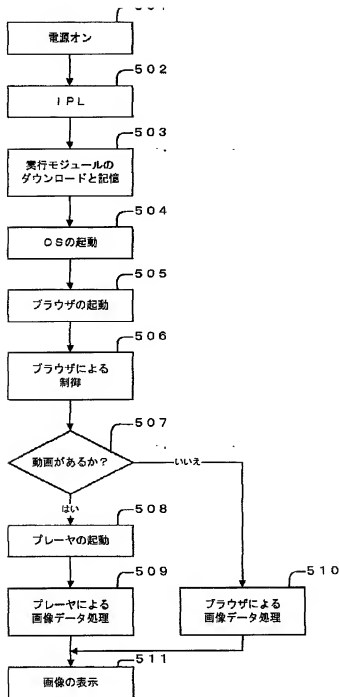 電源オン
５０２
ＩＰＬ
５０３
実行モジュールの
ダウンロードと記憶
５０４
ＯＳの起動
５０５
ブラウザの起動
５０６
ブラウザによる
制御
５０７
動画があるか？
いいえ
はい
５０８
プレーヤの起動
５０９
プレーヤによる
画像データ処理
５１０
ブラウザによる
画像データ処理
５１１
画像の表示